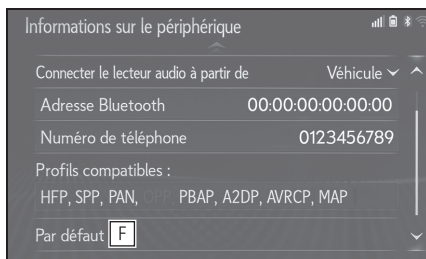 Informations sur le périphérique
Connecter le lecteur audio à partir de Véhicule
Adresse Bluetooth 00:00:00:00:00:00
Numéro de téléphone 0123456789
Profils compatibles :
HFP, SPP, PAN, OPP, PBAP, A2DP, AVRCP, MAP
Par défaut F